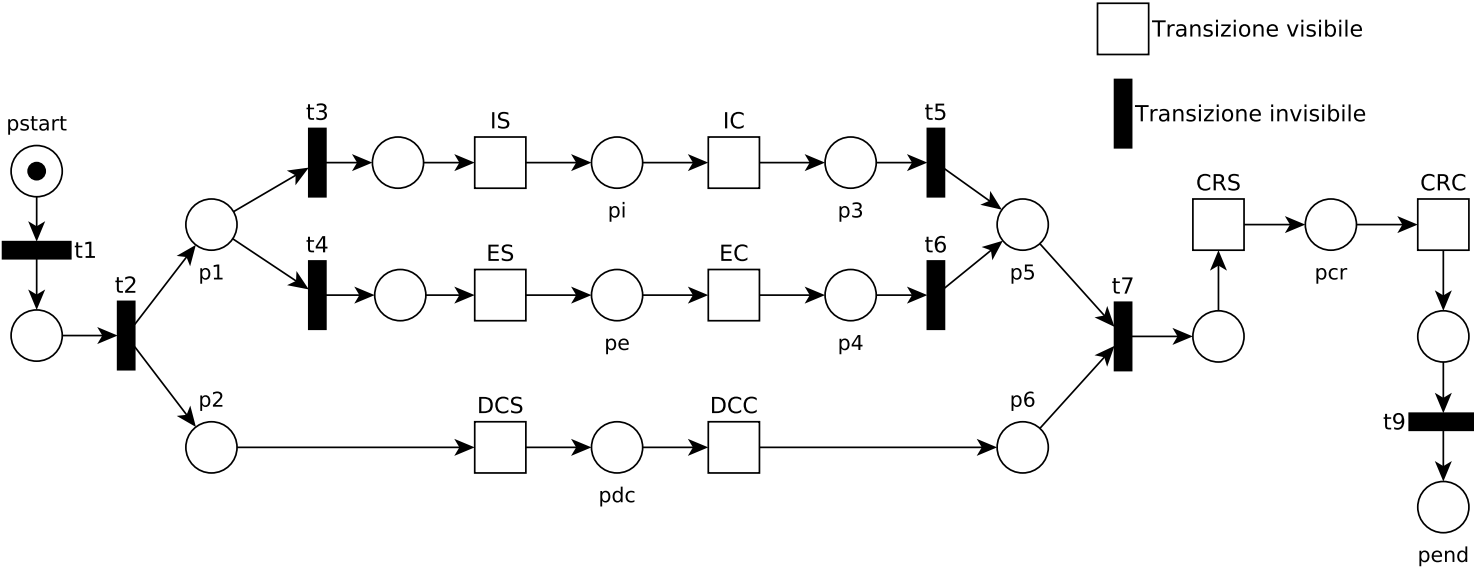 Transizione visibile
Transizione invisibile
pstart
t1
t2
p1
p2
t3
IS
pi
IC
p3
t5
t4
ES
pe
EC
p4
t6
p5
DCS
pdc
DCC
p6
t7
CRS
pcr
CRC
t9
pend